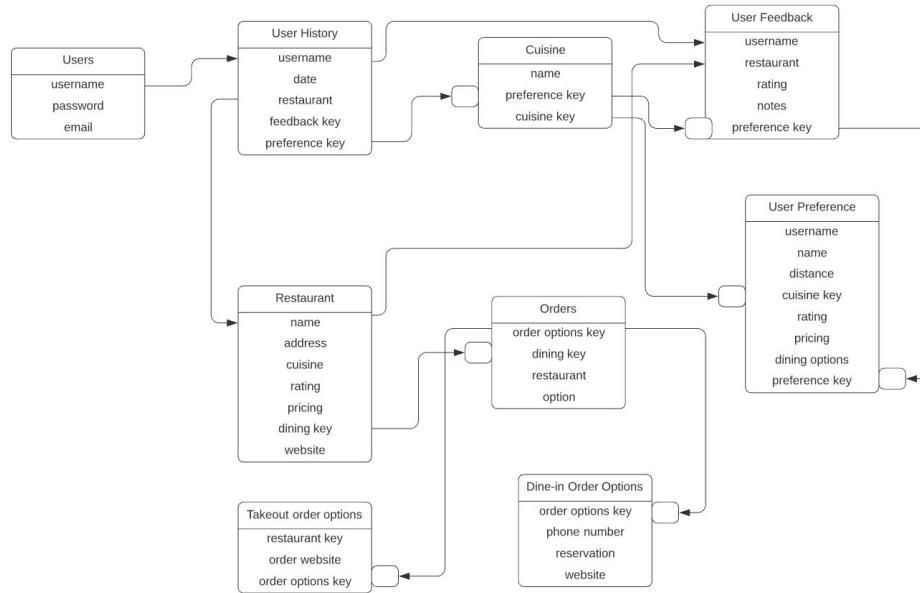 Users
username
password
email
User History
username
date
restaurant
feedback key
preference key
Cuisine
name
preference key
cuisine key
User Feedback
username
restaurant
rating
notes
preference key
User Preference
username
name
distance
cuisine key
rating
pricing
dining options
preference key
Restaurant
name
address
cuisine
rating
pricing
dining key
website
Orders
order options key
dining key
restaurant
option
Takeout order options
restaurant key
order website
order options key
Dine-in Order Options
order options key
phone number
reservation
website